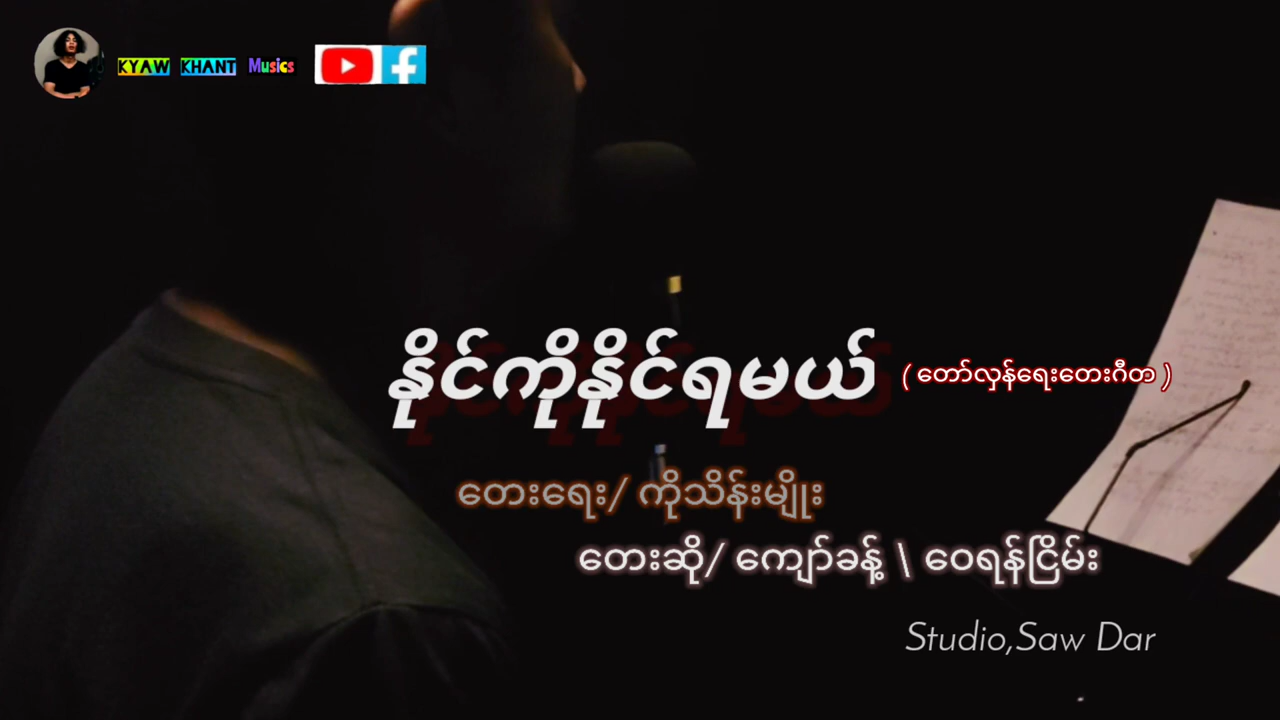 KYAW KHANT Musics
နိုင်ကိုနိုင်ရမယ် ( တော်လှန်ရေးတေးဂီတ )
တေးရေး/ ကိုသိန်းမျိုး
တေးဆို/ ကျော်ခန့် \ ဝေရန်ငြိမ်း
Studio,Saw Dar